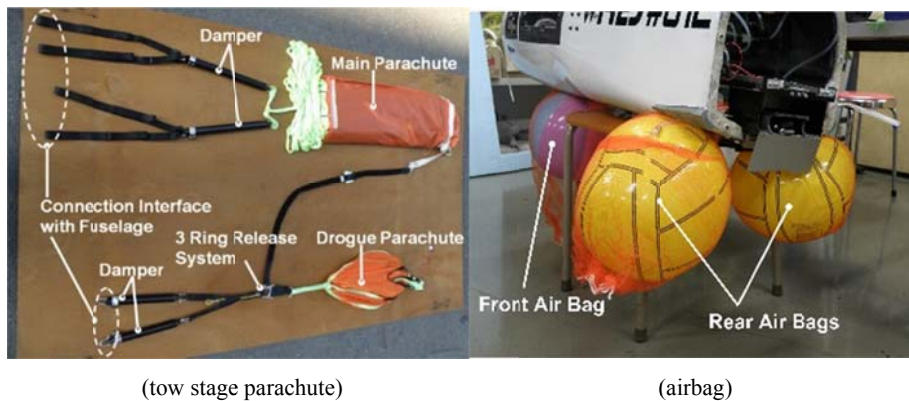 Damper
Main Parachute
Connection Interface
with Fuselage
3 Ring Release
System
Drogue Parachute
Damper
Front Air Bag
Rear Air Bags
(tow stage parachute)
(airbag)